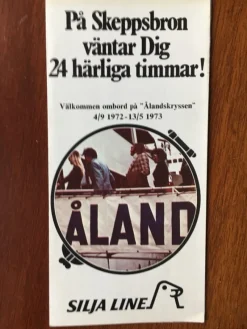 På Skeppsbron
väntar Dig
24 härliga timmar!
Välkommen ombord på "Ålandskryssen"
4/9 1972-13/5 1973
ÅLAND
SILJA LINE